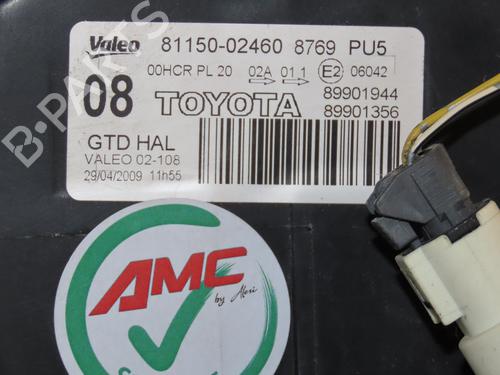 Valeo 81150-02460 8769 PU5
00HCR PL 20 02A 01 1 E2 06042
08 TOYOTA 89901944
89901356
GTD HAL
VALEO 02-108
29/04/2009 11h55
AMC
by Alexi
B-PARTS